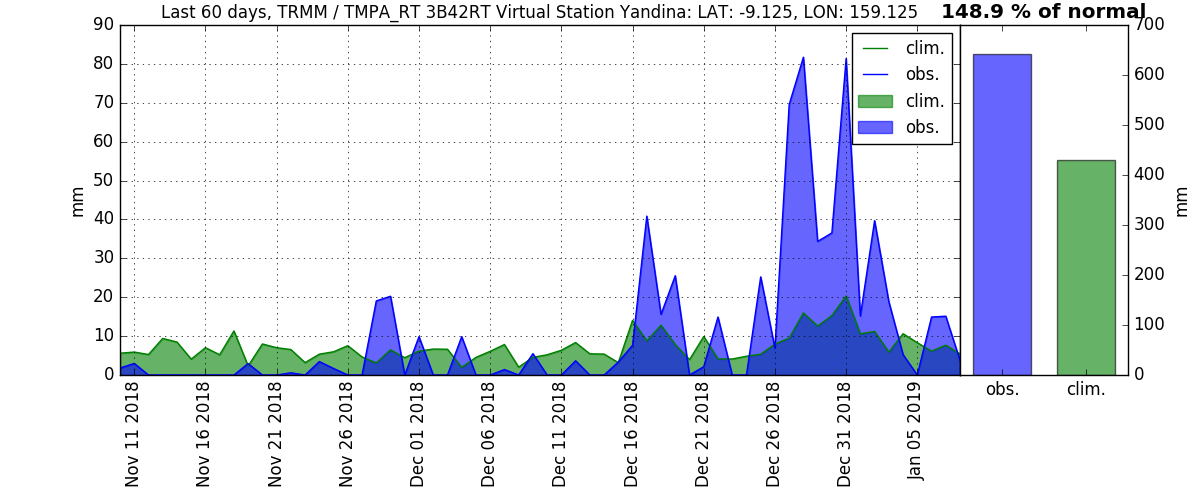 Last 60 days, TRMM / TMPA_RT 3B42RT Virtual Station Yandina: LAT: -9.125, LON: 159.125
148.9 % of normal
90
80
70
60
50
40
30
20
10
0
mm
clim.
obs.
clim.
obs.
700
600
500
400
300
200
100
0
mm
Nov 11 2018
Nov 16 2018
Nov 21 2018
Nov 26 2018
Dec 01 2018
Dec 06 2018
Dec 11 2018
Dec 16 2018
Dec 21 2018
Dec 26 2018
Dec 31 2018
Jan 05 2019
obs.
clim.